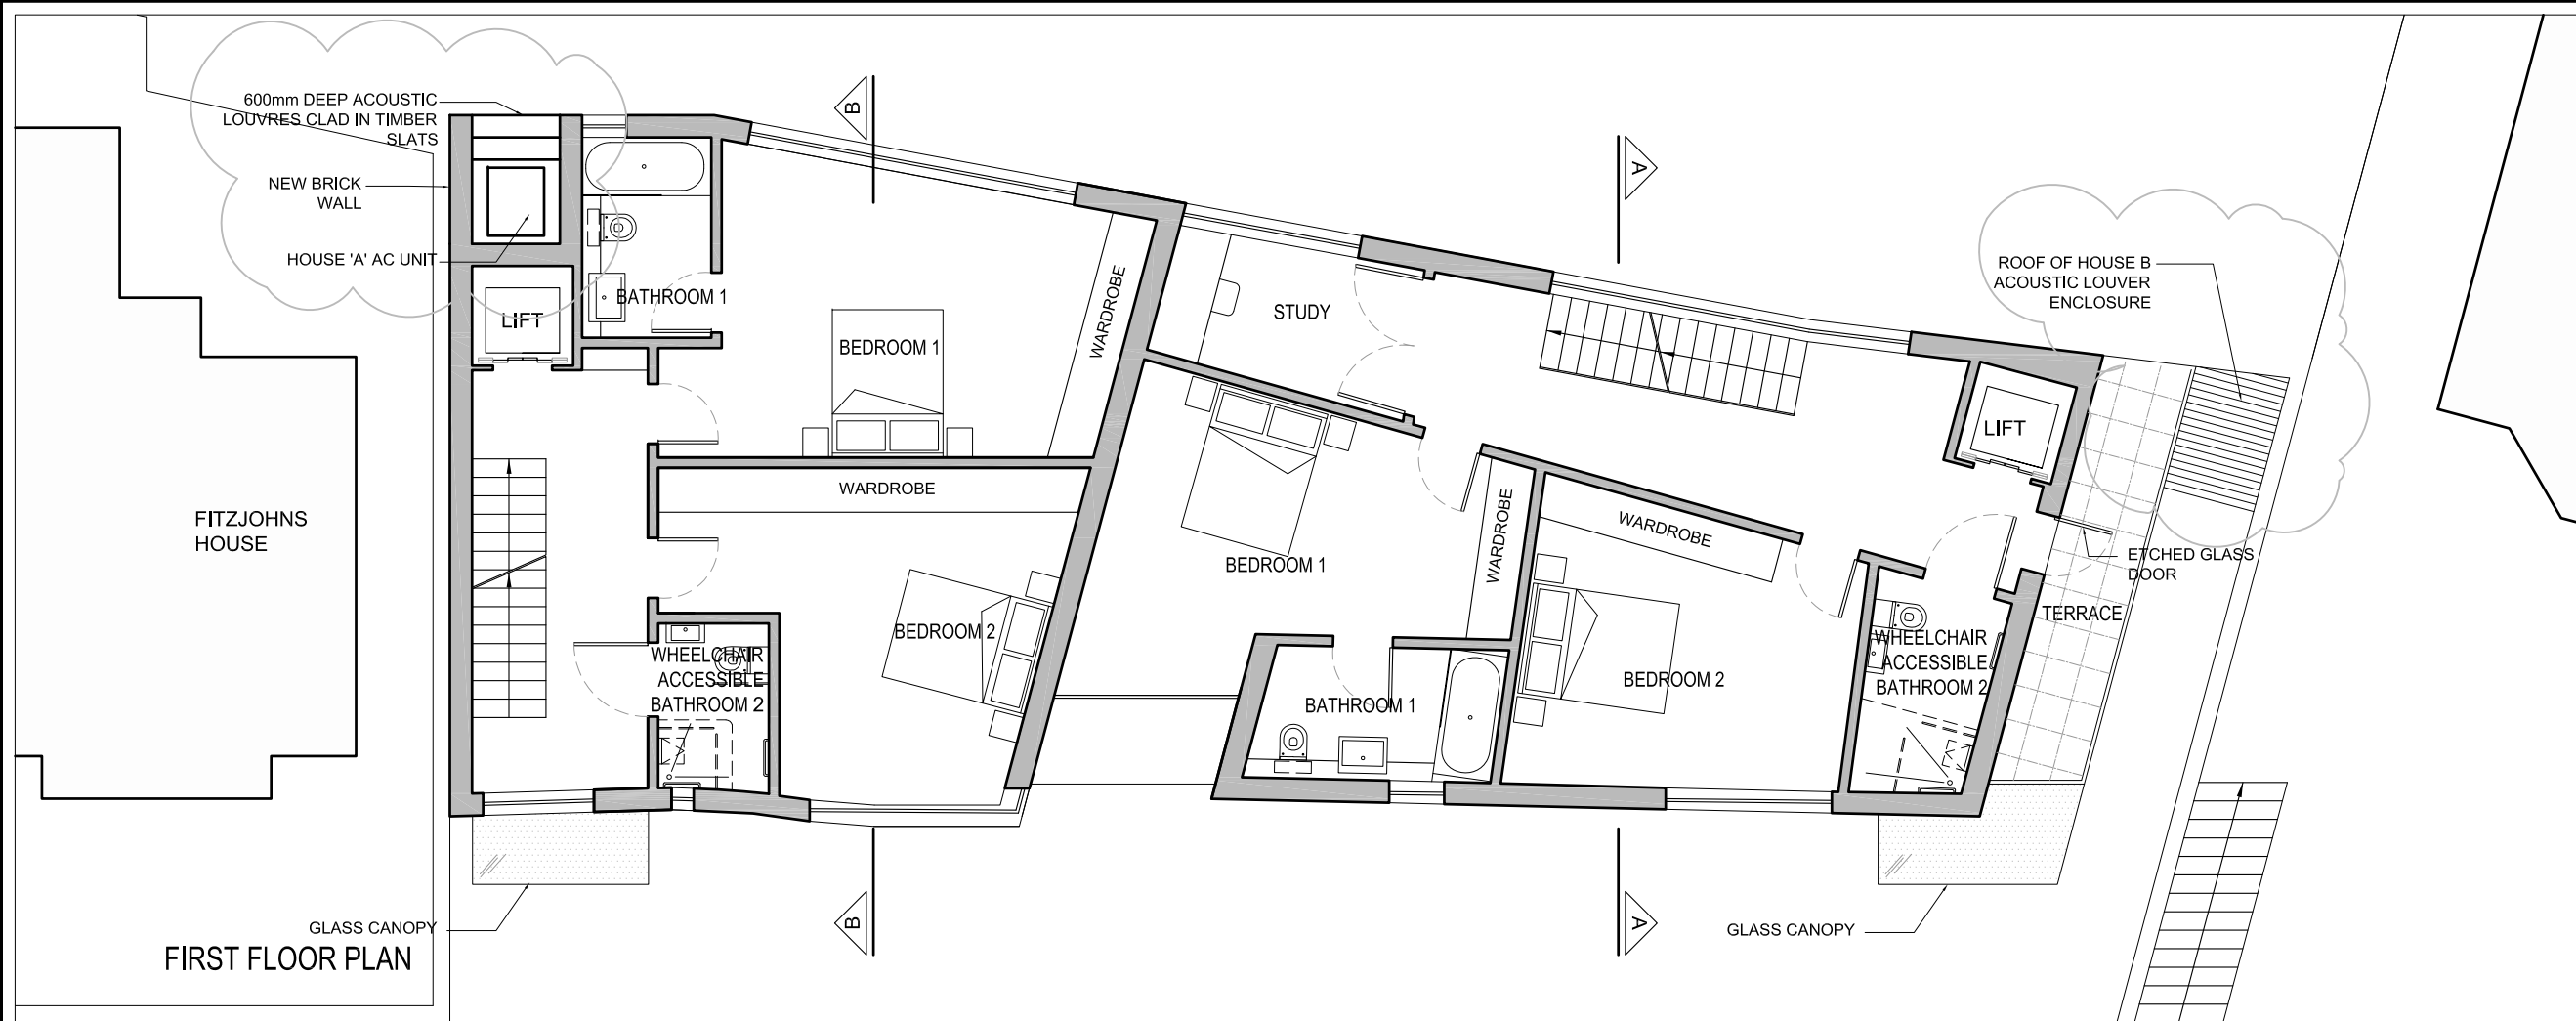 B
600mm DEEP ACOUSTIC
LOUVRES CLAD IN TIMBER
SLATS
A
NEW BRICK
WALL
HOUSE 'A' AC UNIT
BATHROOM 1
LIFT
BEDROOM 1
WARDROBE
STUDY
ROOF OF HOUSE B
ACOUSTIC LOUVER
ENCLOSURE
LIFT
WARDROBE
FITZJOHNS
HOUSE
WARDROBE
WARDROBE
BEDROOM 1
ETCHED GLASS
DOOR
TERRACE
BEDROOM 2
WHEELCHAIR
ACCESSIBLE
BATHROOM 2
WHEELCHAIR
ACCESSIBLE
BATHROOM 2
BEDROOM 2
BATHROOM 1
GLASS CANOPY
B
A
GLASS CANOPY
FIRST FLOOR PLAN